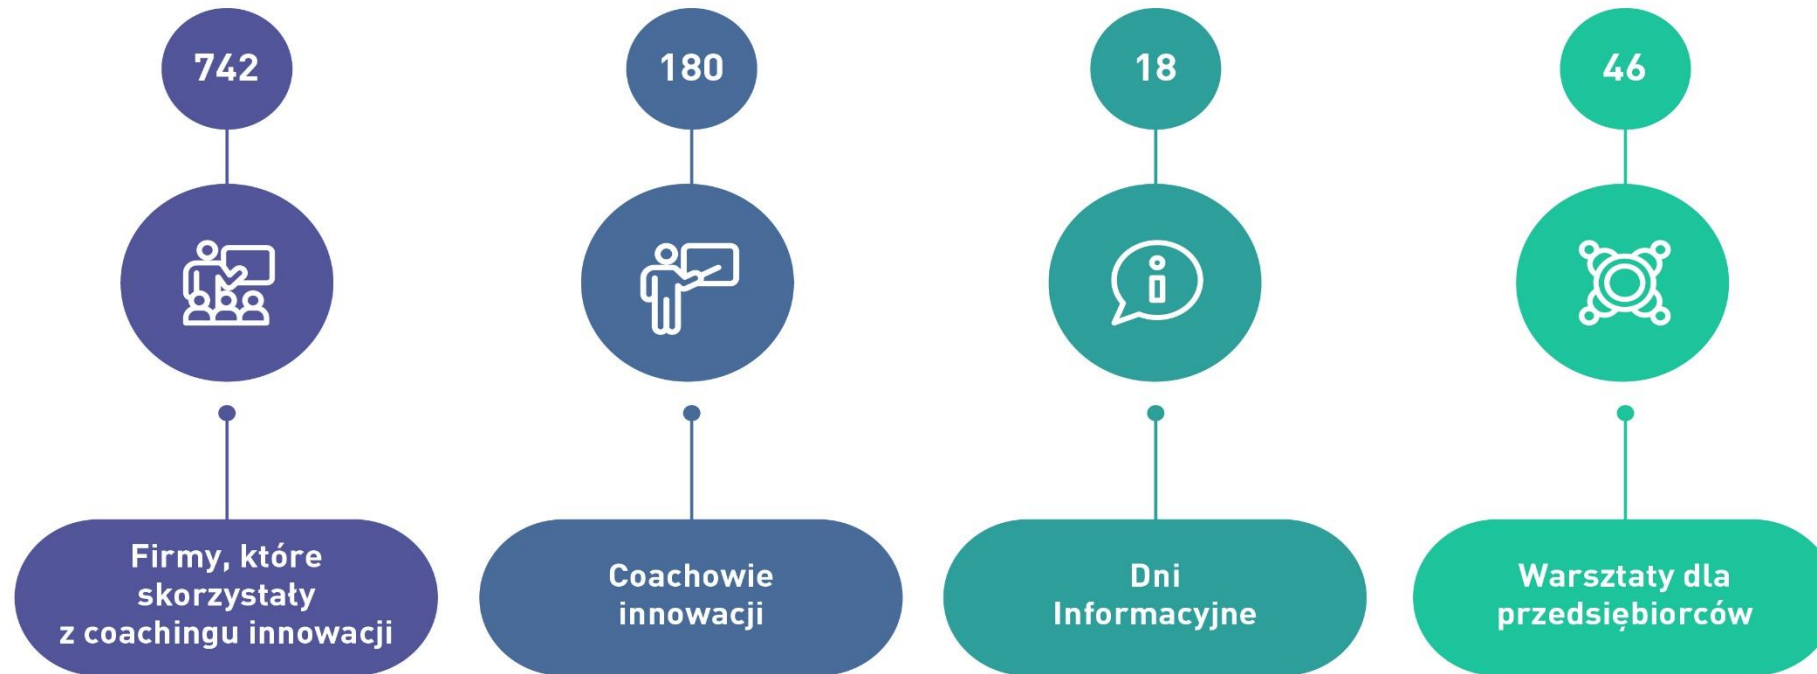 742
Firmy, które
skorzystały
z coachingu innowacji
180
Coachowie
innowacji
18
Dni
Informacyjne
46
Warsztaty dla
przedsiębiorców